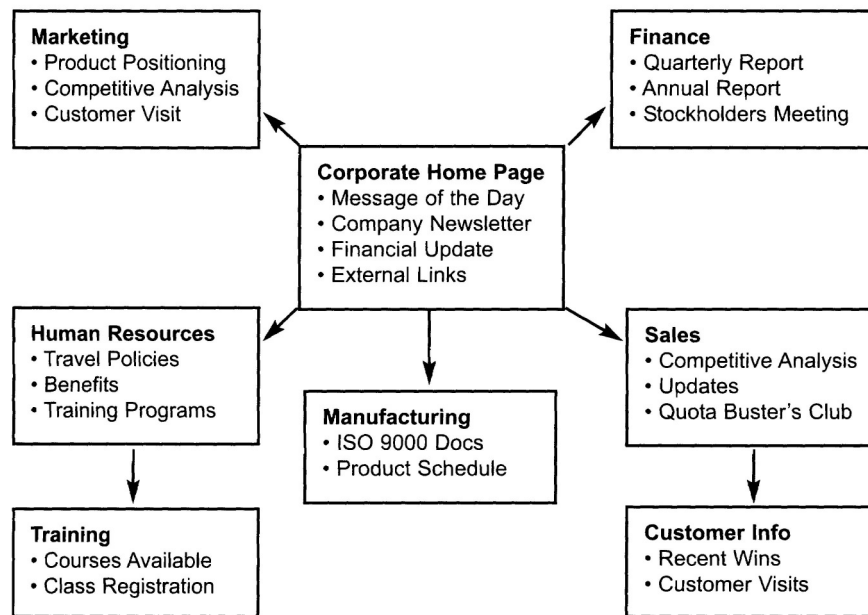 Marketing
• Product Positioning
• Competitive Analysis
• Customer Visit
Finance
• Quarterly Report
• Annual Report
• Stockholders Meeting
Corporate Home Page
• Message of the Day
• Company Newsletter
• Financial Update
• External Links
Human Resources
• Travel Policies
• Benefits
• Training Programs
Manufacturing
• ISO 9000 Docs
• Product Schedule
Sales
• Competitive Analysis
• Updates
• Quota Buster's Club
Training
• Courses Available
• Class Registration
Customer Info
• Recent Wins
• Customer Visits